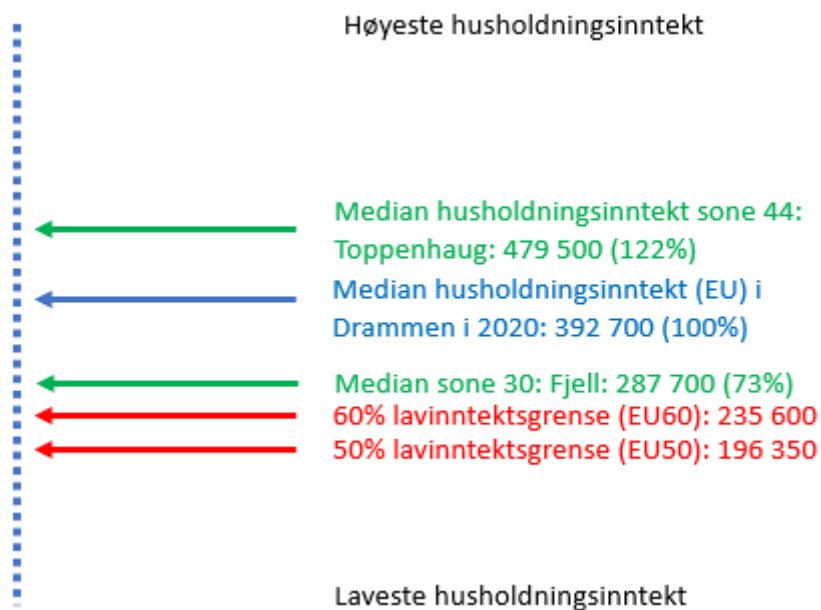 Høyeste husholdningsinntekt
Median husholdningsinntekt sone 44:
Toppenhaug: 479 500 (122%)
Median husholdningsinntekt (EU) i
Drammen i 2020: 392 700 (100%)
Median sone 30: Fjell: 287 700 (73%)
60% lavinntektsgrense (EU60): 235 600
50% lavinntektsgrense (EU50): 196 350
Laveste husholdningsinntekt